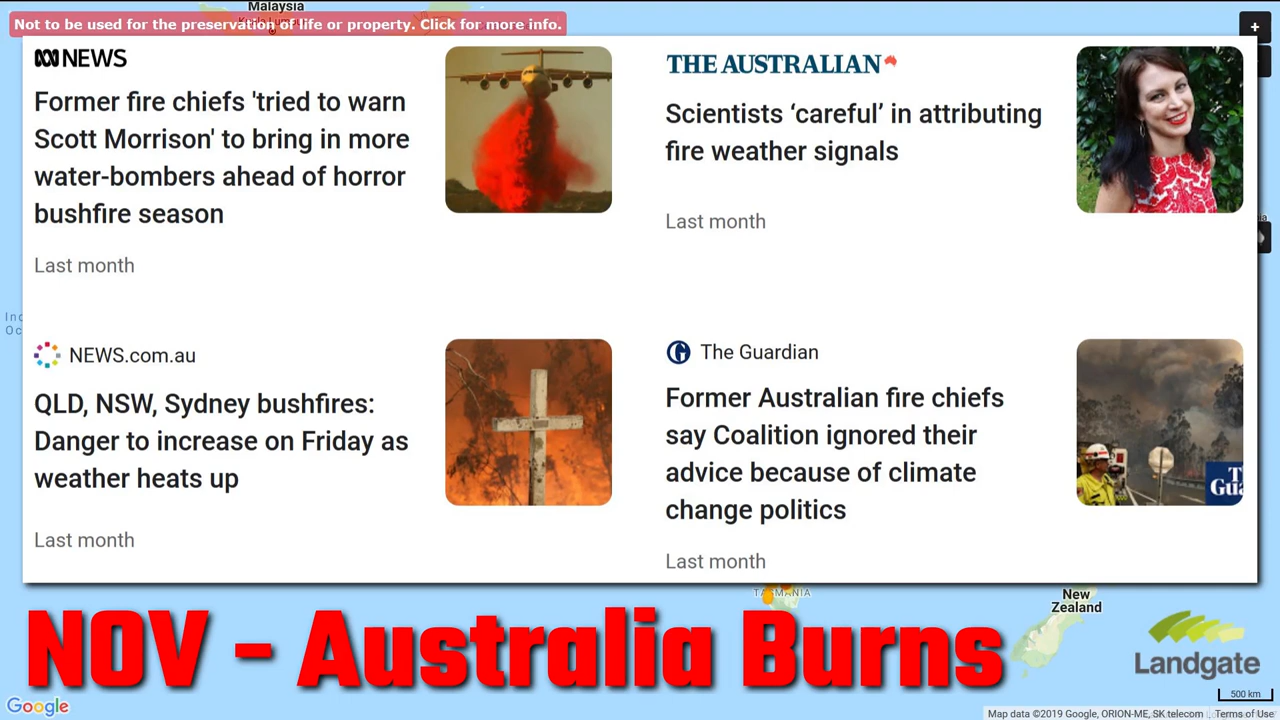 Malaysia
Not to be used for the preservation of life or property. Click for more info.
+
NEWS
Former fire chiefs 'tried to warn
Scott Morrison' to bring in more
water-bombers ahead of horror
bushfire season
Last month
THE AUSTRALIAN
Scientists ‘careful’ in attributing
fire weather signals
Last month
NEWS.com.au
QLD, NSW, Sydney bushfires:
Danger to increase on Friday as
weather heats up
Last month
The Guardian
Former Australian fire chiefs
say Coalition ignored their
advice because of climate
change politics
Last month
TASMANIA
New
Zealand
NOV - Australia Burns
Landgate
500 km
Google
Map data ©2019 Google, ORION-ME, SK telecom
Terms of Use